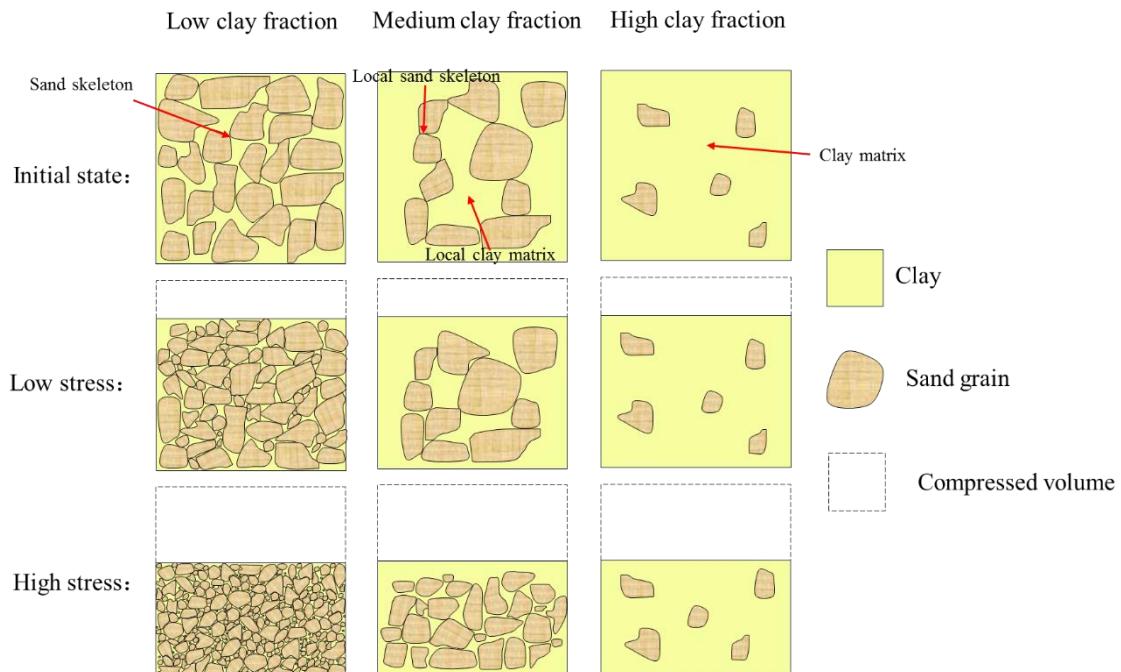 Low clay fraction
Medium clay fraction
High clay fraction
Sand skeleton
Local sand skeleton
Clay matrix
Initial state:
Local clay matrix
Clay
Low stress:
Sand grain
Compressed volume
High stress: